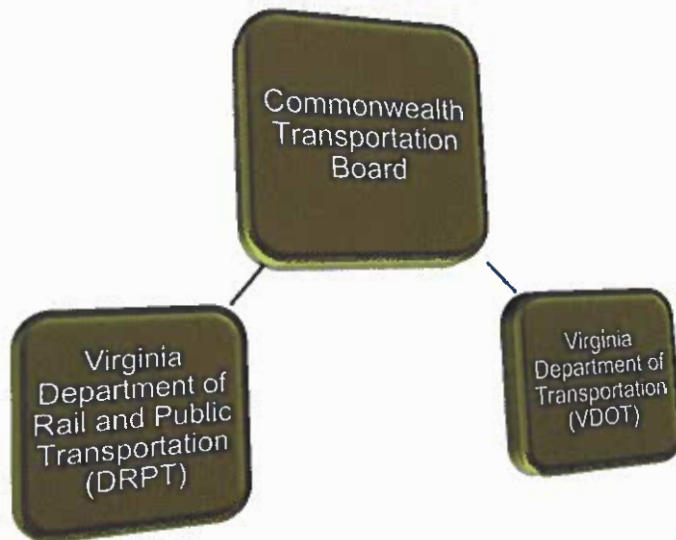 Commonwealth
Transportation
Board
Virginia
Department of
Rail and Public
Transportation
(DRPT)
Virginia
Department of
Transportation
(VDOT)